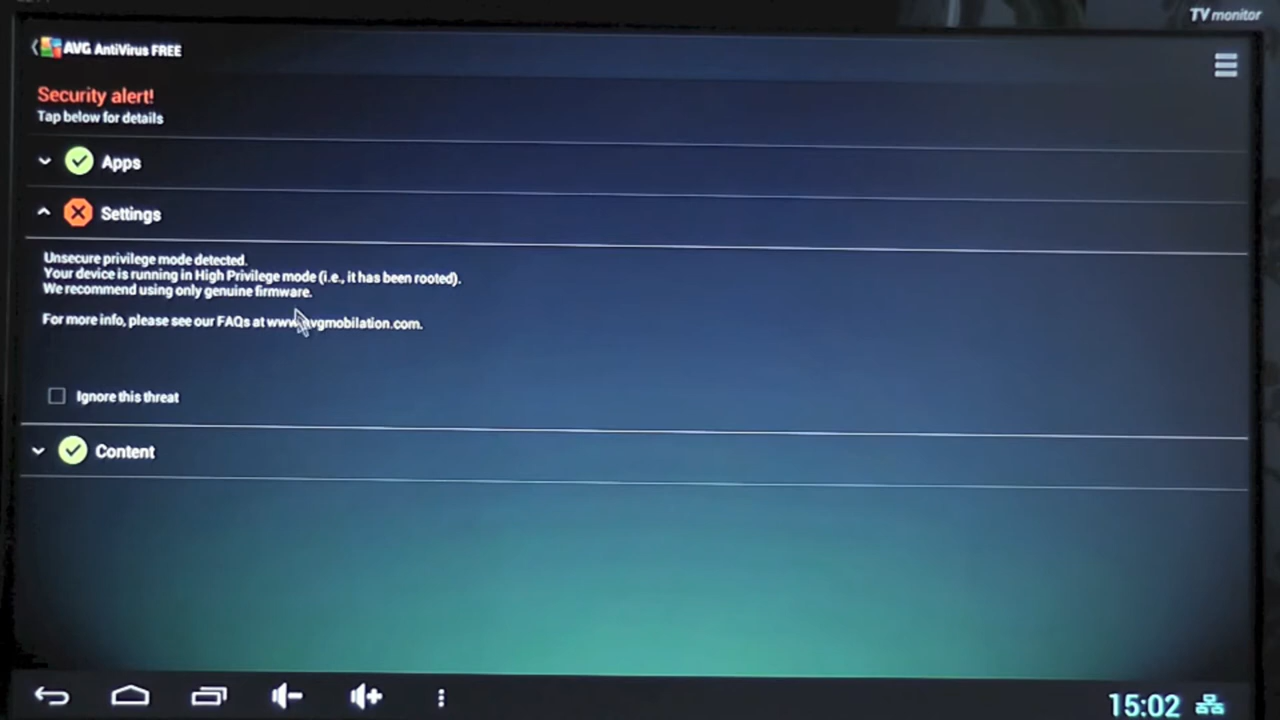 TV monitor
AVG AntiVirus FREE
Security alert!
Tap below for details
Apps
Settings
Unsecure privilege mode detected.
Your device is running in High Privilege mode (i.e., it has been rooted).
We recommend using only genuine firmware.
For more info, please see our FAQs at www.avgmobilation.com.
Ignore this threat
Content
15:02